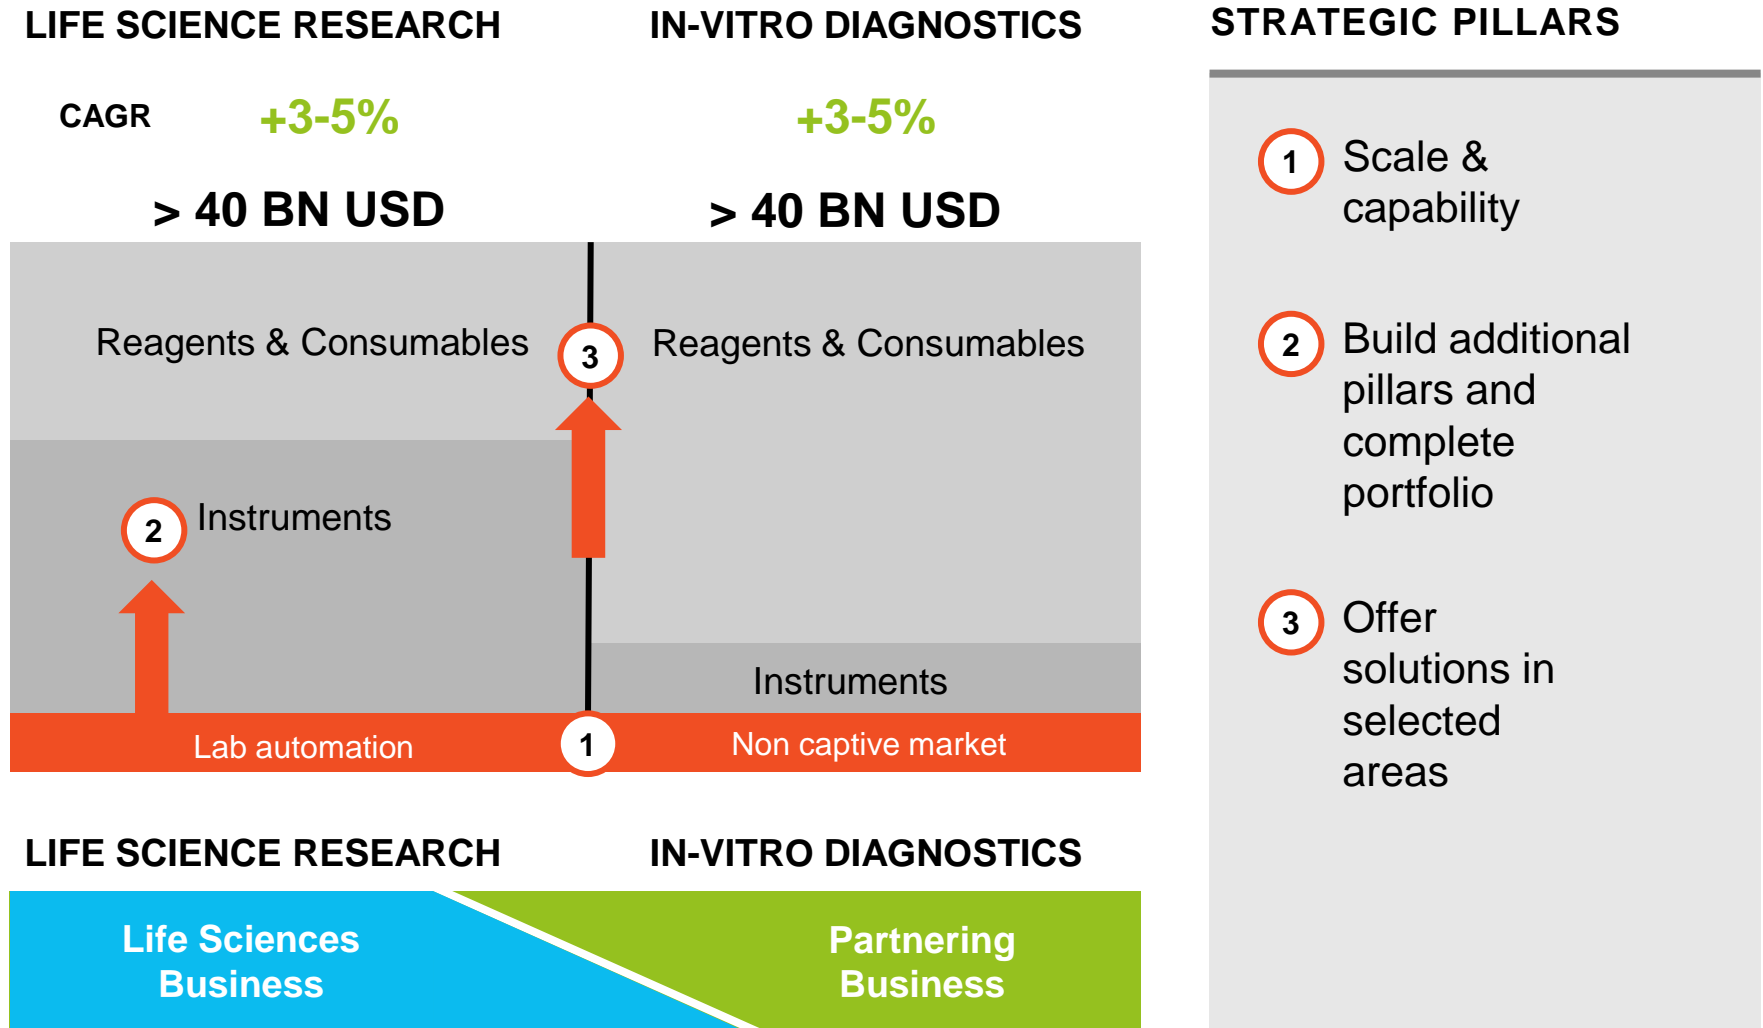 LIFE SCIENCE RESEARCH
IN-VITRO DIAGNOSTICS
CAGR
+3-5%
+3-5%
> 40 BN USD
> 40 BN USD
Reagents & Consumables
3
Reagents & Consumables
2
Instruments
Instruments
Lab automation
1
Non captive market
LIFE SCIENCE RESEARCH
IN-VITRO DIAGNOSTICS
Life Sciences
Business
Partnering
Business
STRATEGIC PILLARS
1
Scale &
capability
2
Build additional
pillars and
complete
portfolio
3
Offer
solutions in
selected
areas